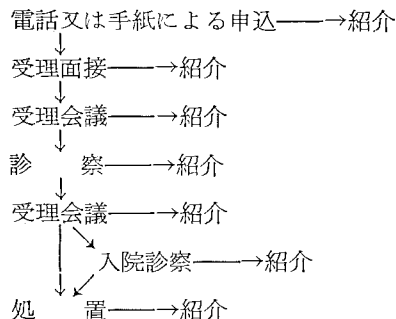 電話又は手紙による申込──→紹介
受理面接──→紹介
受理会議──→紹介
診　察──→紹介
受理会議──→紹介
入院診察──→紹介
処　置──→紹介